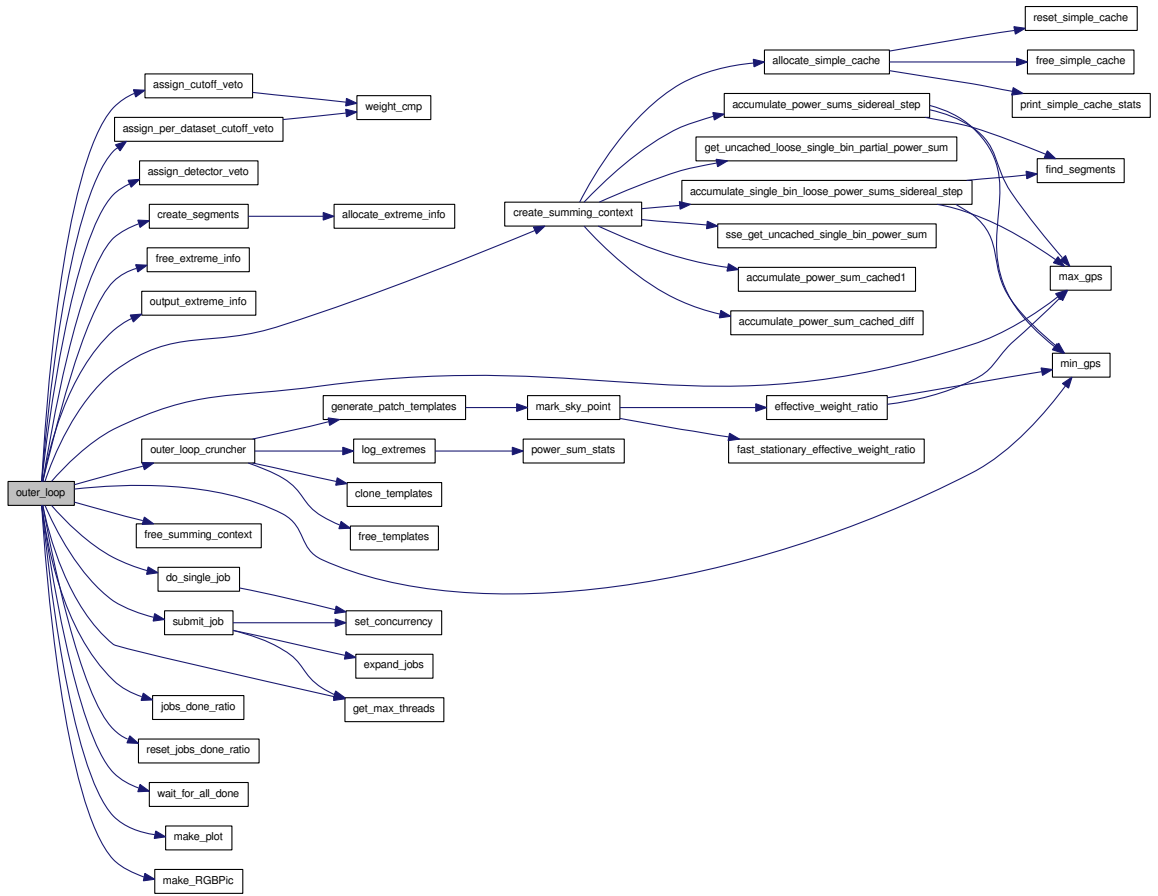 outer_loop
assign_cutoff_veto
assign_per_dataset_cutoff_veto
assign_detector_veto
create_segments
free_extreme_info
output_extreme_info
outer_loop_cruncher
free_summing_context
do_single_job
submit_job
jobs_done_ratio
reset_jobs_done_ratio
wait_for_all_done
make_plot
make_RGBPic
weight_cmp
allocate_extreme_info
generate_patch_templates
log_extremes
clone_templates
free_templates
set_concurrency
expand_jobs
get_max_threads
create_summing_context
mark_sky_point
power_sum_stats
allocate_simple_cache
accumulate_power_sums_sidereal_step
get_uncached_loose_single_bin_partial_power_sum
accumulate_single_bin_loose_power_sums_sidereal_step
sse_get_uncached_single_bin_power_sum
accumulate_power_sum_cached1
accumulate_power_sum_cached_diff
effective_weight_ratio
fast_stationary_effective_weight_ratio
reset_simple_cache
free_simple_cache
print_simple_cache_stats
find_segments
max_gps
min_gps